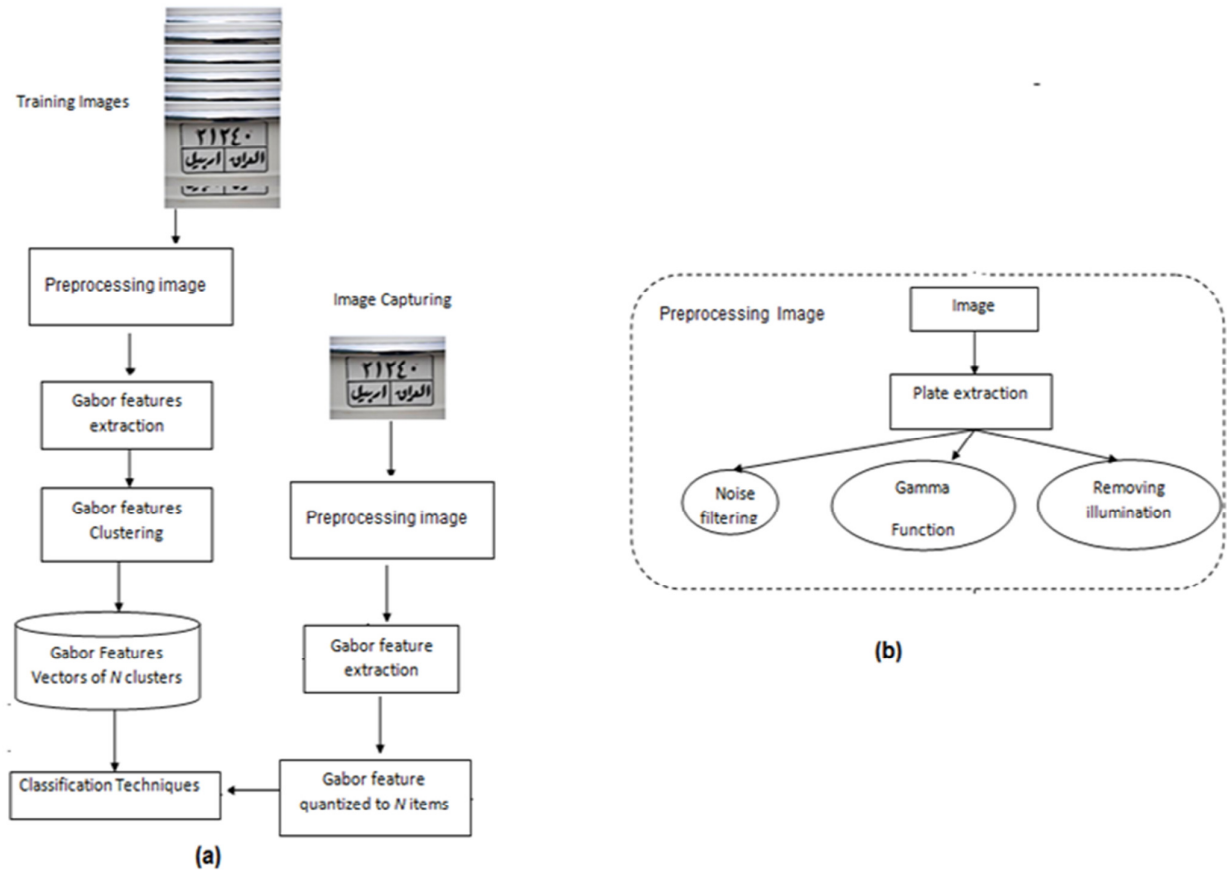 Training Images
٢١٢٤٠
العراق اربيل
Preprocessing image
Gabor features
extraction
Gabor features
Clustering
Gabor Features
Vectors of N clusters
Classification Techniques
Image Capturing
٢١٢٤٠
العراق اربيل
Preprocessing image
Gabor feature
extraction
Gabor feature
quantized to N items
(a)
Preprocessing Image
Image
Plate extraction
Noise
filtering
Gamma
Function
Removing
illumination
(b)